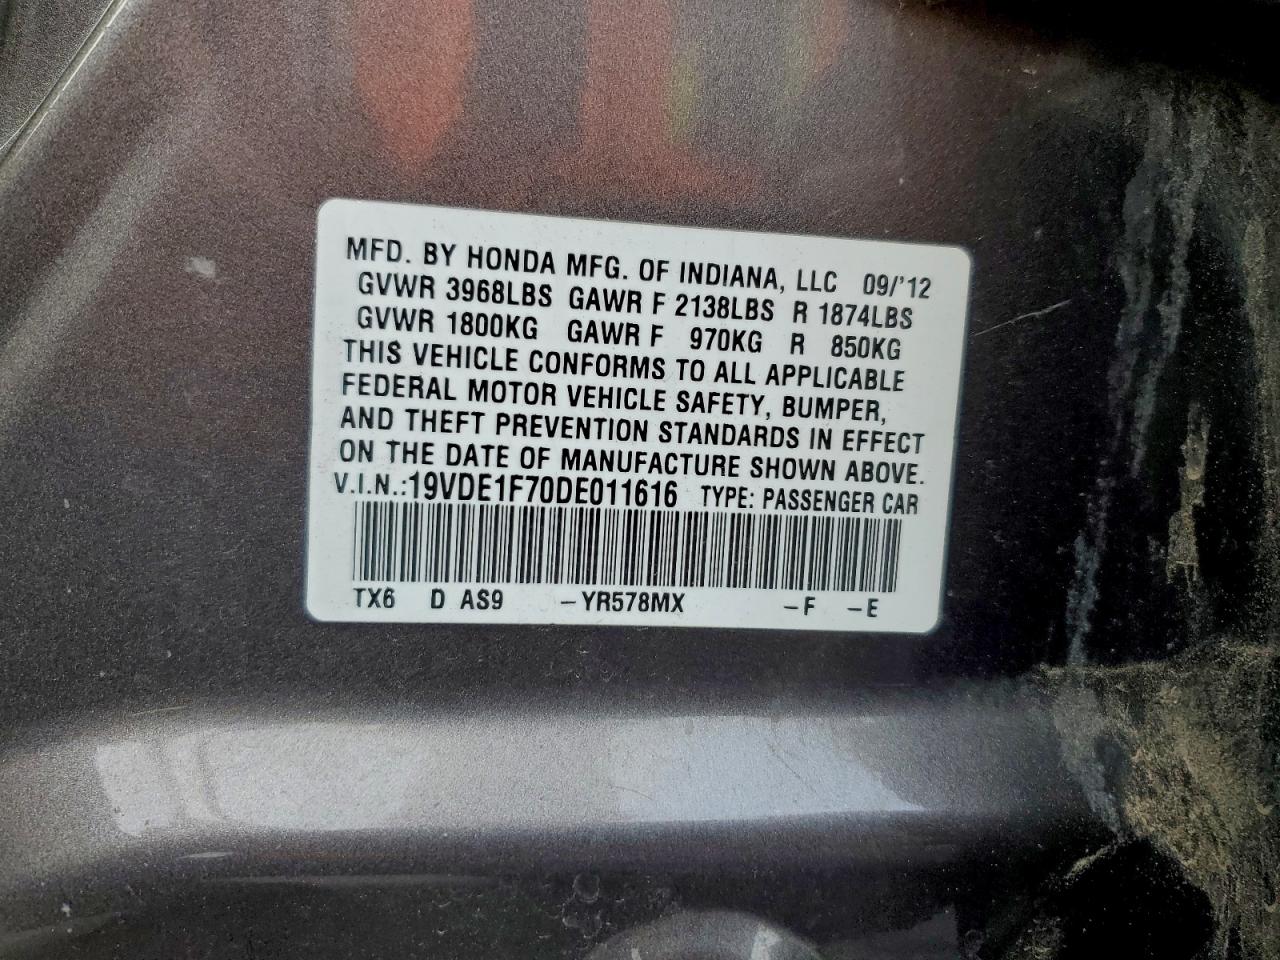 MFD. BY HONDA MFG. OF INDIANA, LLC 09/'12
GVWR 3968LBS GAWR F 2138LBS R 1874LBS
GVWR 1800KG GAWR F 970KG R 850KG
THIS VEHICLE CONFORMS TO ALL APPLICABLE
FEDERAL MOTOR VEHICLE SAFETY, BUMPER,
AND THEFT PREVENTION STANDARDS IN EFFECT
ON THE DATE OF MANUFACTURE SHOWN ABOVE.
V.I.N.:19VDE1F70DE011616 TYPE: PASSENGER CAR
TX6 D AS9 -YR578MX -F -E